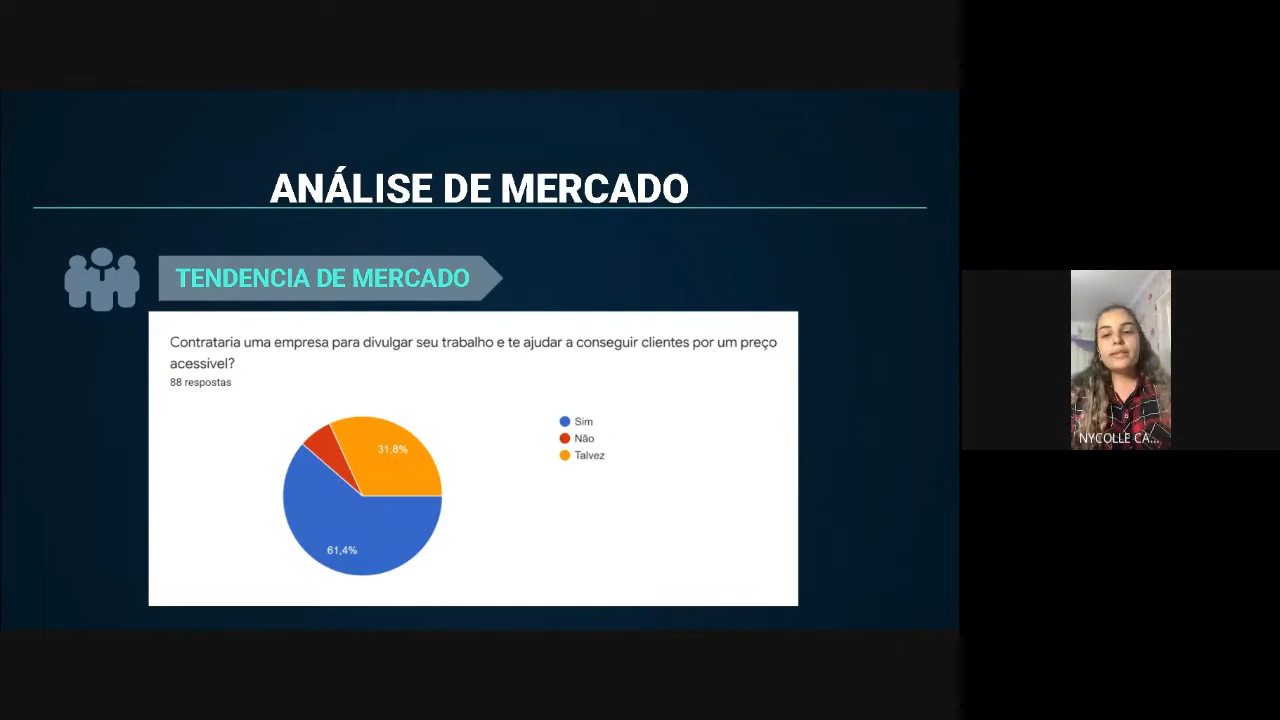 ANÁLISE DE MERCADO
TENDENCIA DE MERCADO
Contrataria uma empresa para divulgar seu trabalho e te ajudar a conseguir clientes por um preço
acessível?
88 respostas
Sim
Não
Talvez
31,8%
61,4%
NYCOLLE CA...